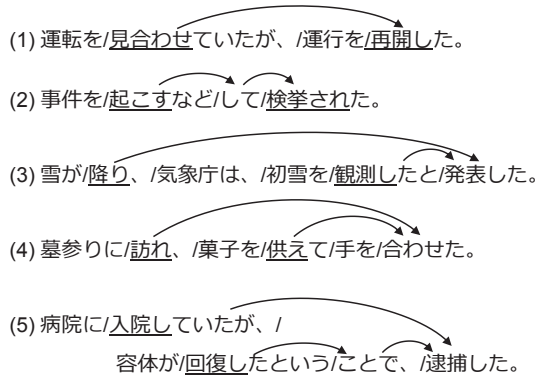 (1) 運転を/見合わせていたが、/運行を/再開した。
(2) 事件を/起こすなど/して/検挙された。
(3) 雪が/降り、/気象庁は、/初雪を/観測したと/発表した。
(4) 墓参りに/訪れ、/菓子を/供えて/手を/合わせた。
(5) 病院に/入院していたが、/
容体が/回復したという/ことで、/逮捕した。